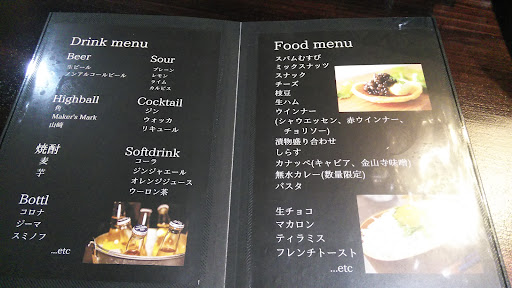 Drink menu
Beer
生ビール
ノンアルコールビール
Sour
プレーン
レモン
ライム
カルピス
Highball
角
Maker's Mark
山崎
Cocktail
ジン
ウォッカ
リキュール
焼酎
麦
芋
Softdrink
コーラ
ジンジャエール
オレンジジュース
ウーロン茶
Bottl
コロナ
ジーマ
スミノフ
...etc
Food menu
スパムむすび
ミックスナッツ
スナック
チーズ
枝豆
生ハム
ウインナー
(シャウエッセン、赤ウインナー、
チョリソー)
漬物盛り合わせ
しらす
カナッペ(キャビア、金山寺味噌)
無水カレー(数量限定)
パスタ
生チョコ
マカロン
ティラミス
フレンチトースト
...etc